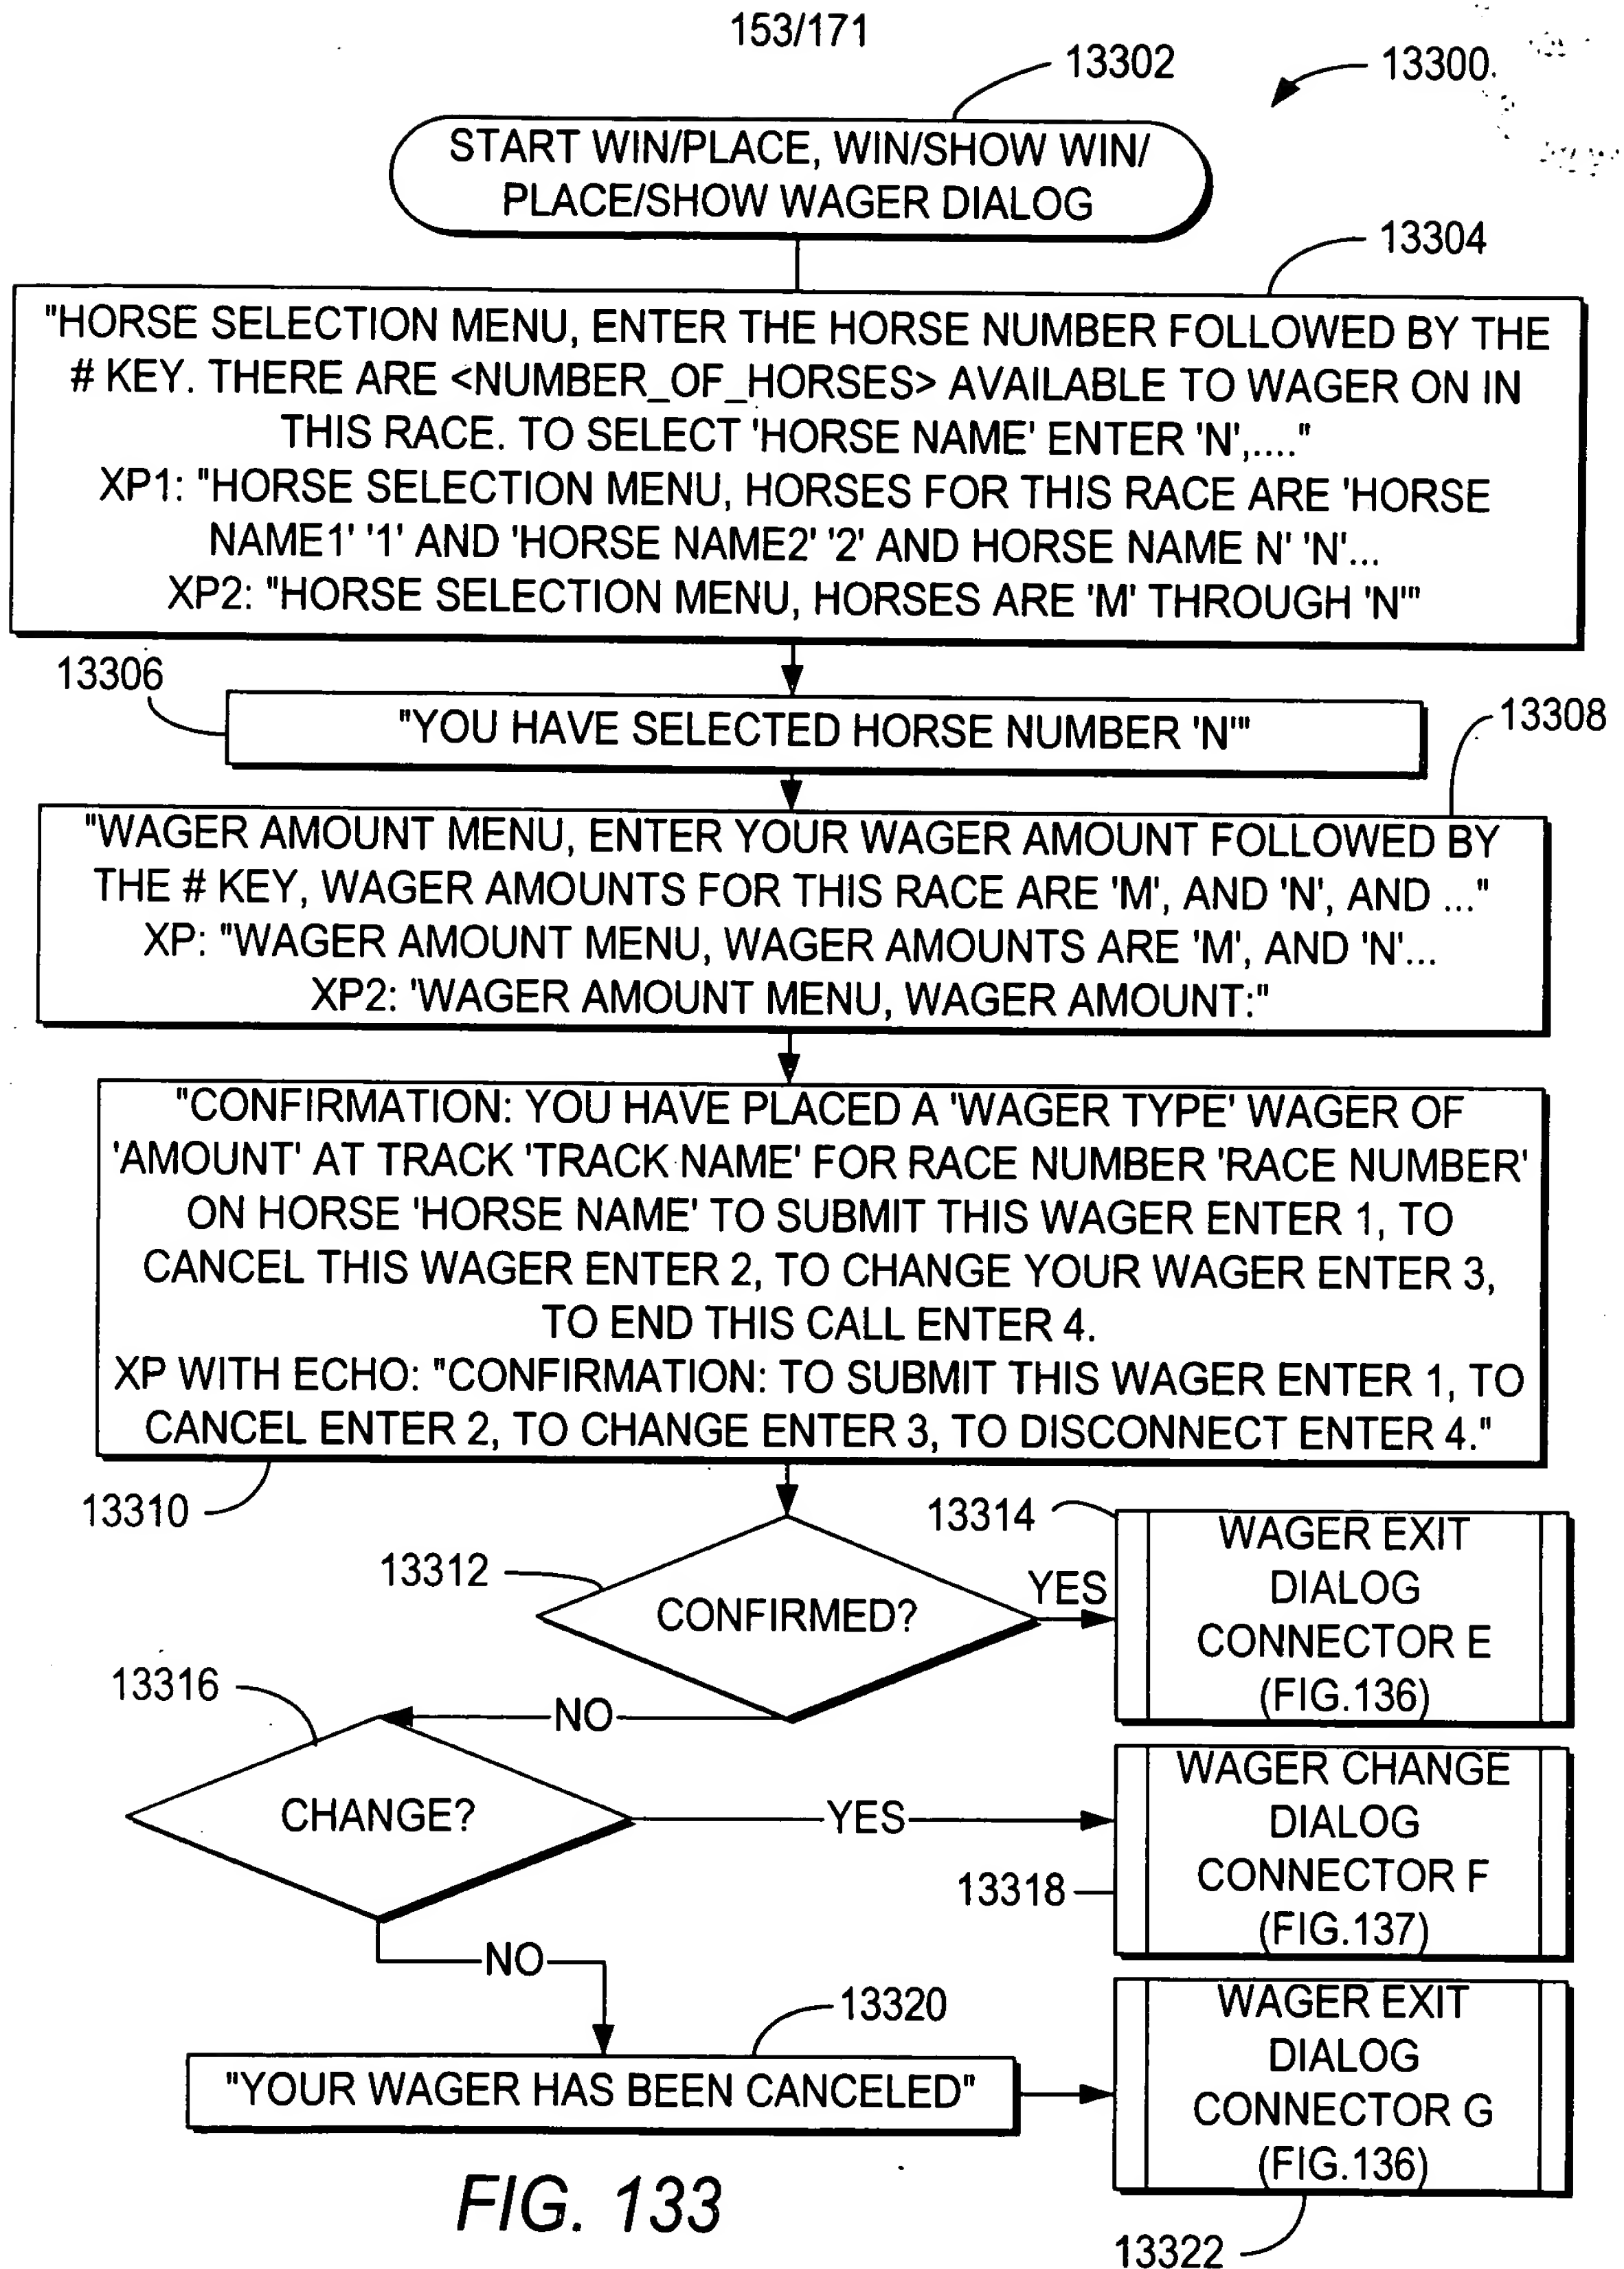 153/171
13302
13300
START WIN/PLACE, WIN/SHOW WIN/
PLACE/SHOW WAGER DIALOG
13304
"HORSE SELECTION MENU, ENTER THE HORSE NUMBER FOLLOWED BY THE
# KEY. THERE ARE <NUMBER_OF_HORSES> AVAILABLE TO WAGER ON IN
THIS RACE. TO SELECT 'HORSE NAME' ENTER 'N',...."
XP1: "HORSE SELECTION MENU, HORSES FOR THIS RACE ARE 'HORSE
NAME1' '1' AND 'HORSE NAME2' '2' AND HORSE NAME N' 'N'...
XP2: "HORSE SELECTION MENU, HORSES ARE 'M' THROUGH 'N'"
13306
"YOU HAVE SELECTED HORSE NUMBER 'N'"
13308
"WAGER AMOUNT MENU, ENTER YOUR WAGER AMOUNT FOLLOWED BY
THE # KEY, WAGER AMOUNTS FOR THIS RACE ARE 'M', AND 'N', AND ..."
XP: "WAGER AMOUNT MENU, WAGER AMOUNTS ARE 'M', AND 'N'...
XP2: 'WAGER AMOUNT MENU, WAGER AMOUNT:"
"CONFIRMATION: YOU HAVE PLACED A 'WAGER TYPE' WAGER OF
'AMOUNT' AT TRACK 'TRACK NAME' FOR RACE NUMBER 'RACE NUMBER'
ON HORSE 'HORSE NAME' TO SUBMIT THIS WAGER ENTER 1, TO
CANCEL THIS WAGER ENTER 2, TO CHANGE YOUR WAGER ENTER 3,
TO END THIS CALL ENTER 4.
XP WITH ECHO: "CONFIRMATION: TO SUBMIT THIS WAGER ENTER 1, TO
CANCEL ENTER 2, TO CHANGE ENTER 3, TO DISCONNECT ENTER 4."
13310
13312
CONFIRMED?
YES
13314
WAGER EXIT
DIALOG
CONNECTOR E
(FIG.136)
NO
13316
CHANGE?
YES
13318
WAGER CHANGE
DIALOG
CONNECTOR F
(FIG.137)
NO
13320
"YOUR WAGER HAS BEEN CANCELED"
WAGER EXIT
DIALOG
CONNECTOR G
(FIG.136)
13322
FIG. 133